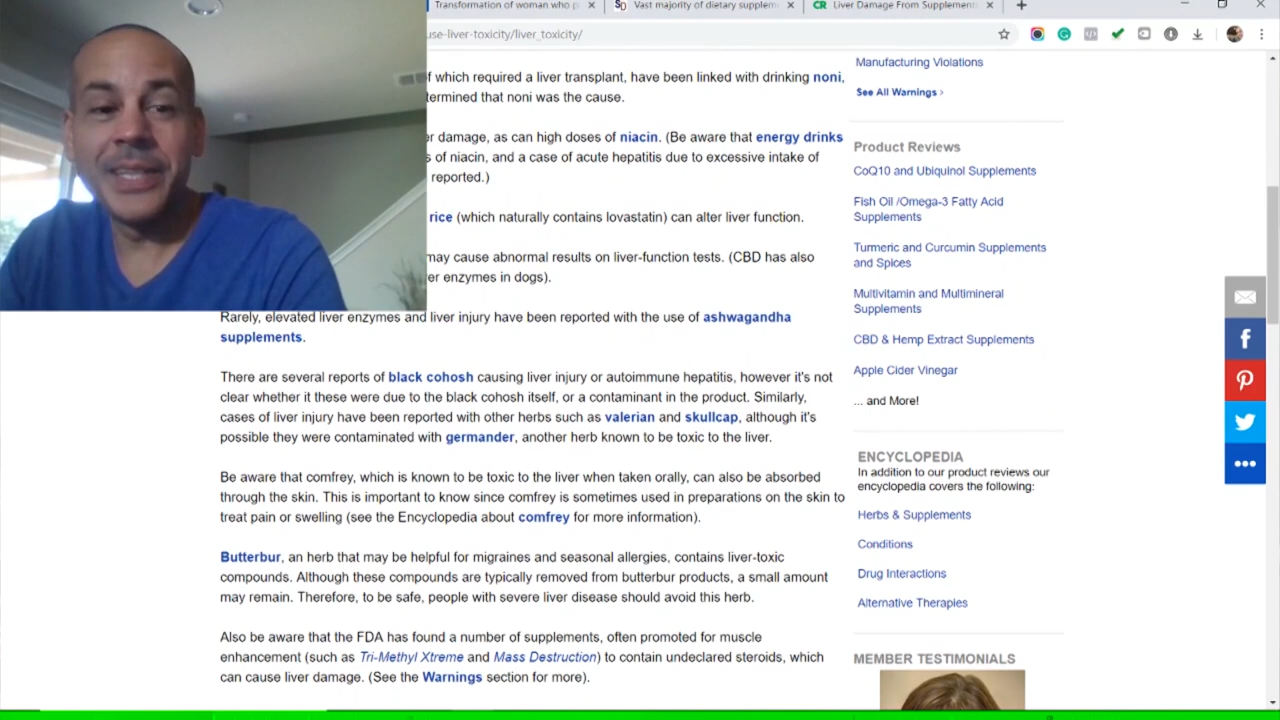 Transformation of woman who
Vast majority of dietary supplem
CR Liver Damage From Supplement
use-liver-toxicity/liver_toxicity/
f which required a liver transplant, have been linked with drinking noni,
termined that noni was the cause.
er damage, as can high doses of niacin. (Be aware that energy drinks
s of niacin, and a case of acute hepatitis due to excessive intake of
reported.)
rice (which naturally contains lovastatin) can alter liver function.
may cause abnormal results on liver-function tests. (CBD has also
er enzymes in dogs).
Rarely, elevated liver enzymes and liver injury have been reported with the use of ashwagandha
supplements.
There are several reports of black cohosh causing liver injury or autoimmune hepatitis, however it's not
clear whether it these were due to the black cohosh itself, or a contaminant in the product. Similarly,
cases of liver injury have been reported with other herbs such as valerian and skullcap, although it's
possible they were contaminated with germander, another herb known to be toxic to the liver.
Be aware that comfrey, which is known to be toxic to the liver when taken orally, can also be absorbed
through the skin. This is important to know since comfrey is sometimes used in preparations on the skin to
treat pain or swelling (see the Encyclopedia about comfrey for more information).
Butterbur, an herb that may be helpful for migraines and seasonal allergies, contains liver-toxic
compounds. Although these compounds are typically removed from butterbur products, a small amount
may remain. Therefore, to be safe, people with severe liver disease should avoid this herb.
Also be aware that the FDA has found a number of supplements, often promoted for muscle
enhancement (such as Tri-Methyl Xtreme and Mass Destruction) to contain undeclared steroids, which
can cause liver damage. (See the Warnings section for more).
Manufacturing Violations
See All Warnings ›
Product Reviews
CoQ10 and Ubiquinol Supplements
Fish Oil /Omega-3 Fatty Acid
Supplements
Turmeric and Curcumin Supplements
and Spices
Multivitamin and Multimineral
Supplements
CBD & Hemp Extract Supplements
Apple Cider Vinegar
... and More!
ENCYCLOPEDIA
In addition to our product reviews our
encyclopedia covers the following:
Herbs & Supplements
Conditions
Drug Interactions
Alternative Therapies
MEMBER TESTIMONIALS